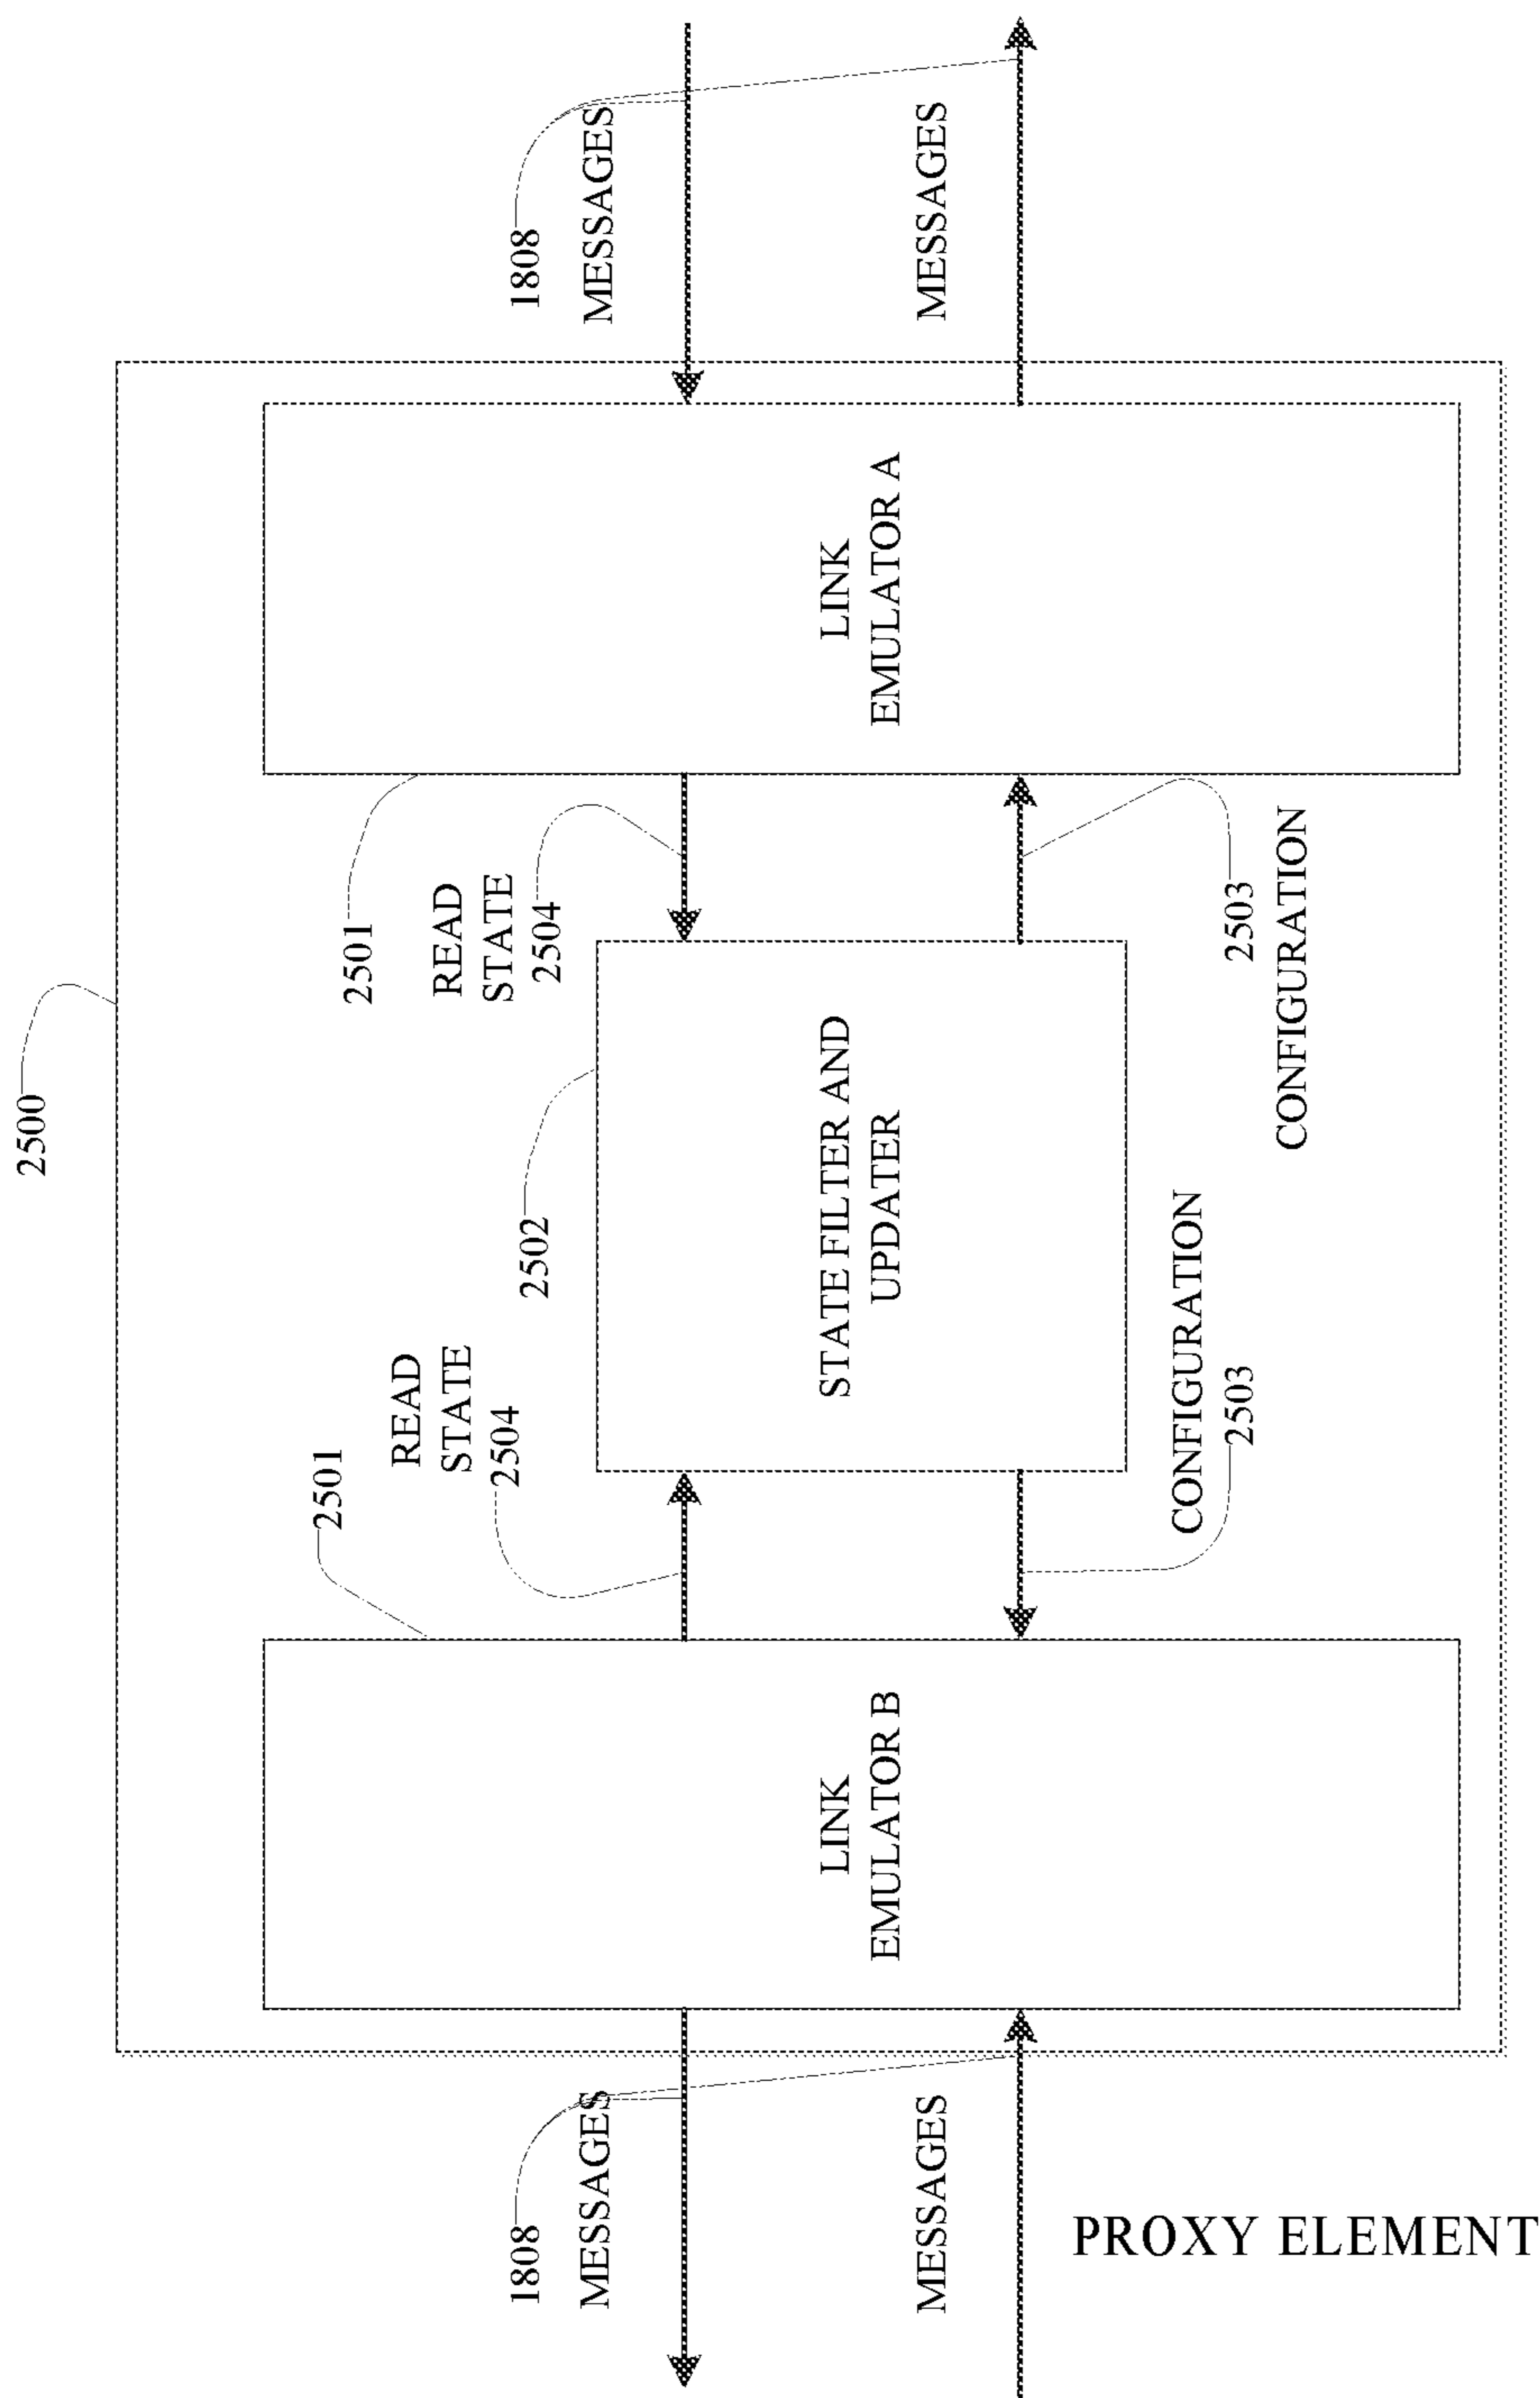 2500
2501
2501
READ
STATE
2504
READ
STATE
2504
2502
1808
MESSAGES
1808
MESSAGES
LINK
EMULATOR B
STATE FILTER AND
UPDATER
LINK
EMULATOR A
MESSAGES
MESSAGES
CONFIGURATION
2503
2503
CONFIGURATION
PROXY ELEMENT